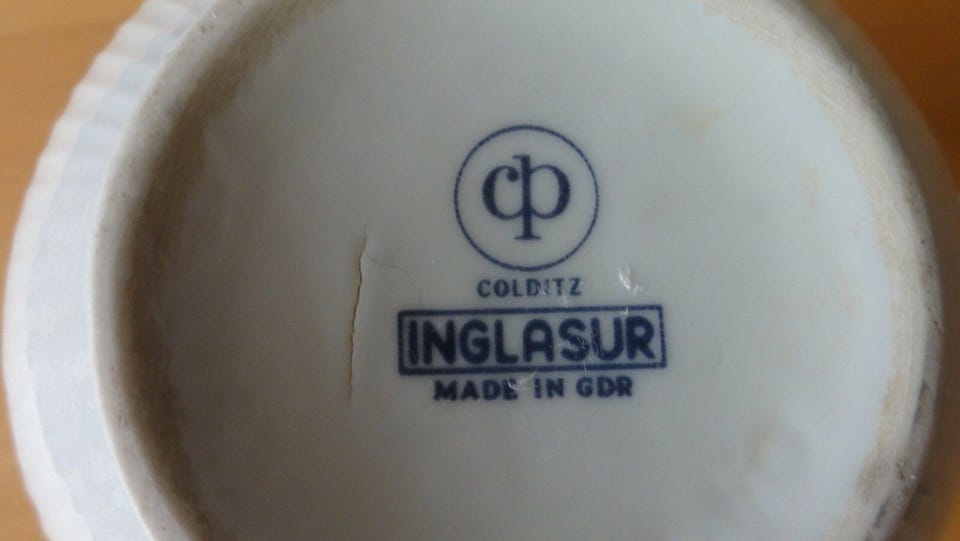 cp
COLDITZ
INGLASUR
MADE IN GDR